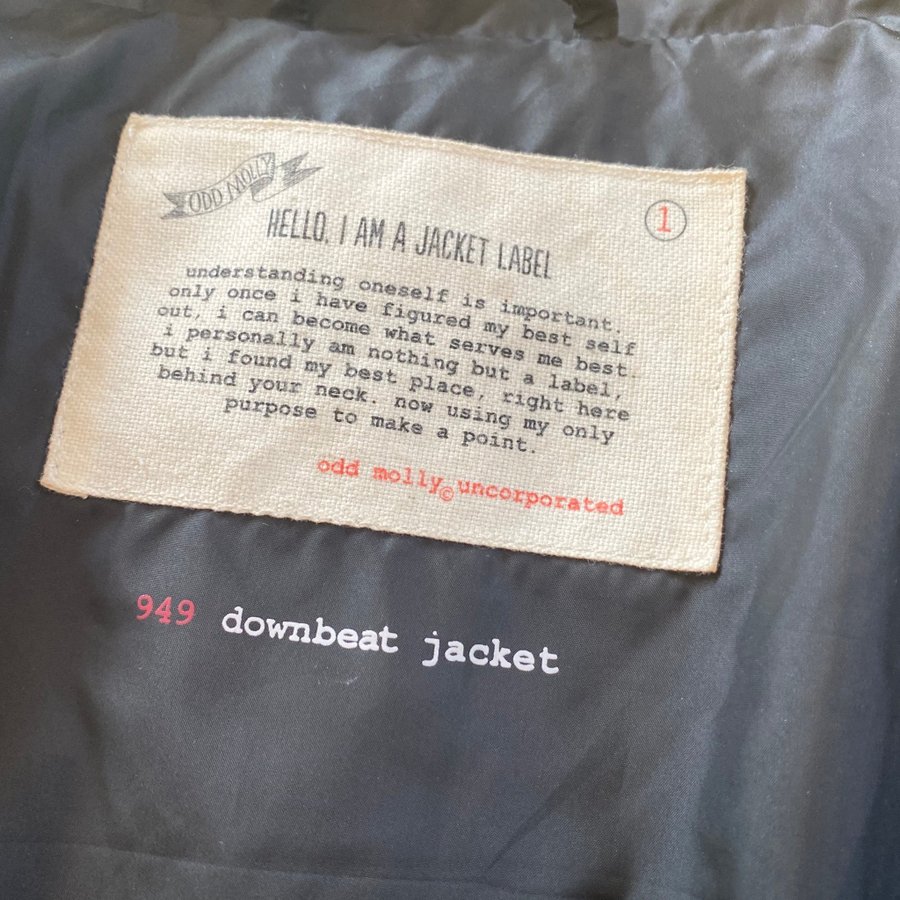 ODD MOLLY
1
HELLO, I AM A JACKET LABEL
understanding oneself is important.
only once i have figured my best self
out, i can become what serves me best.
i personally am nothing but a label,
but i found my best place, right here
behind your neck. now using my only
purpose to make a point.
odd molly© uncorporated
949 downbeat jacket